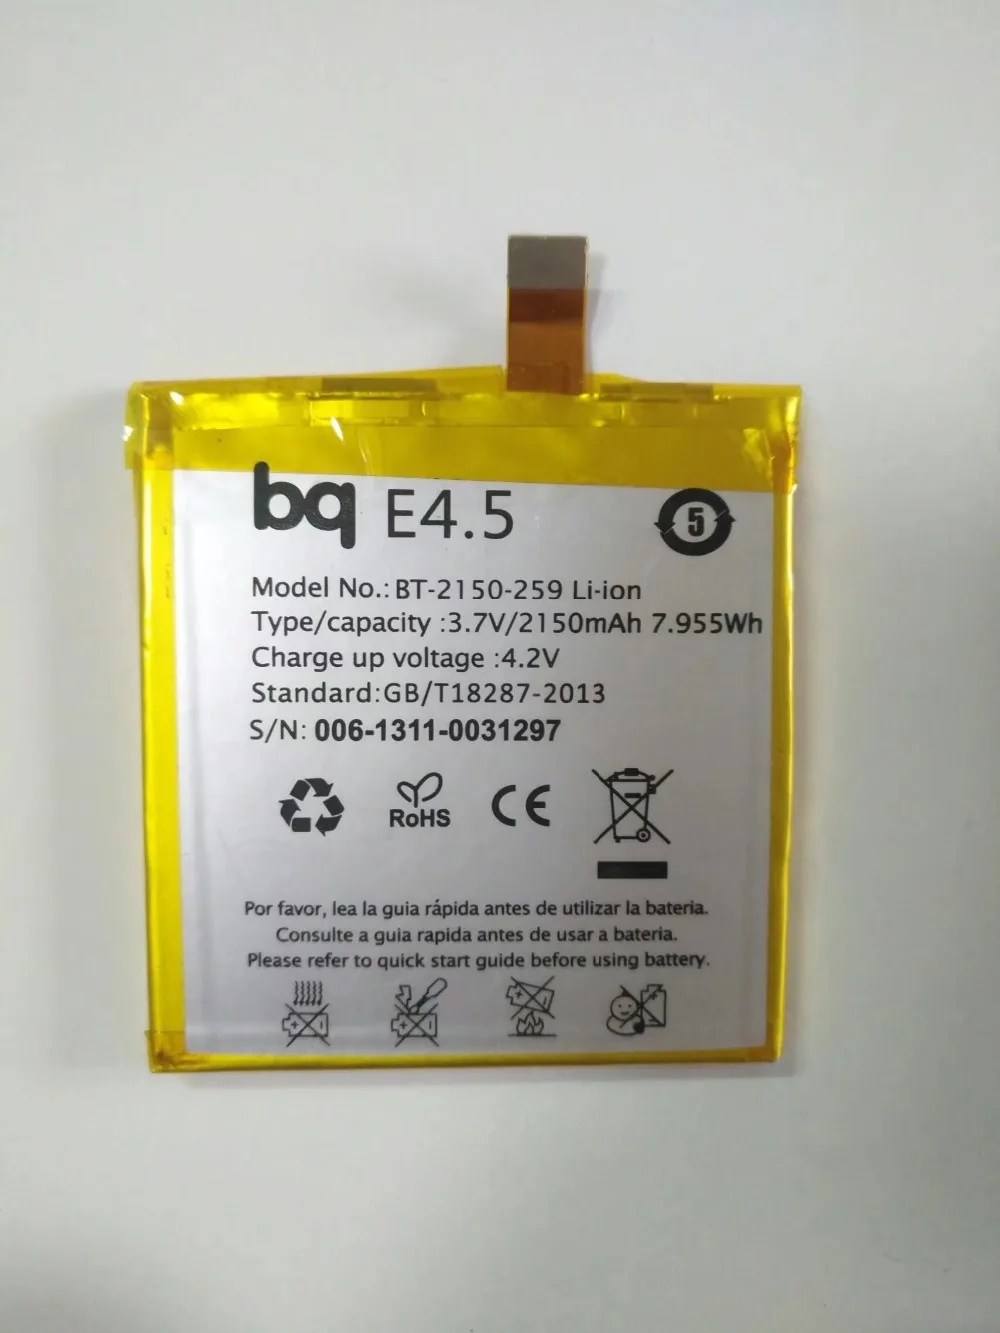 bq E4.5
5
Model No.: BT-2150-259 Li-ion
Type/capacity :3.7V/2150mAh 7.955Wh
Charge up voltage :4.2V
Standard:GB/T18287-2013
S/N: 006-1311-0031297
RoHS CE
Por favor, lea la guia rápida antes de utilizar la bateria.
Consulte a guia rapida antes de usar a bateria.
Please refer to quick start guide before using battery.